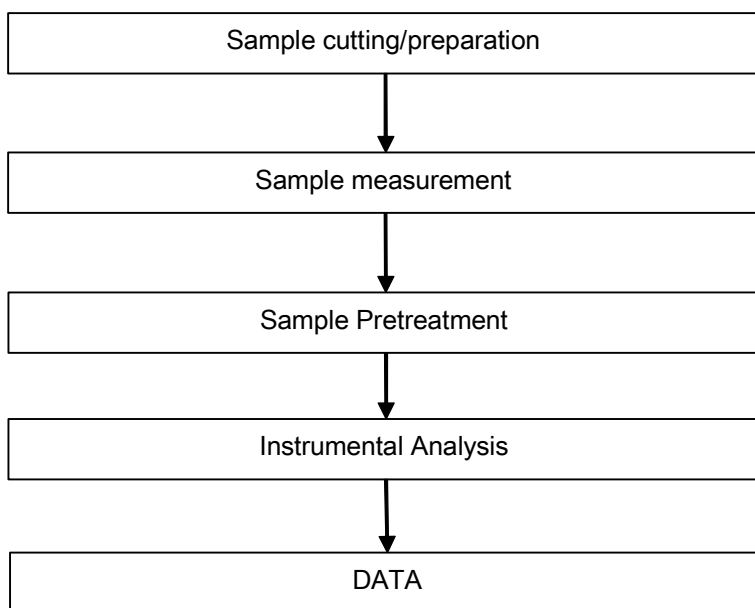 Sample cutting/preparation
Sample measurement
Sample Pretreatment
Instrumental Analysis
DATA